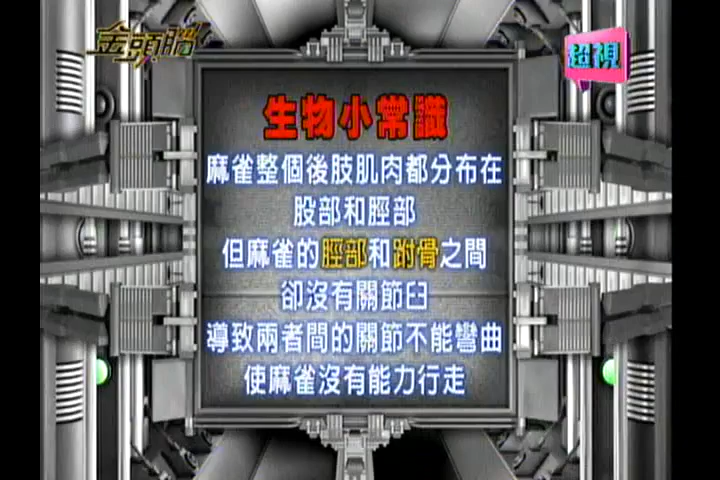 金頭腦
超視
生物小常識
麻雀整個後肢肌肉都分布在
股部和脛部
但麻雀的脛部和跗骨之間
卻沒有關節臼
導致兩者間的關節不能彎曲
使麻雀沒有能力行走